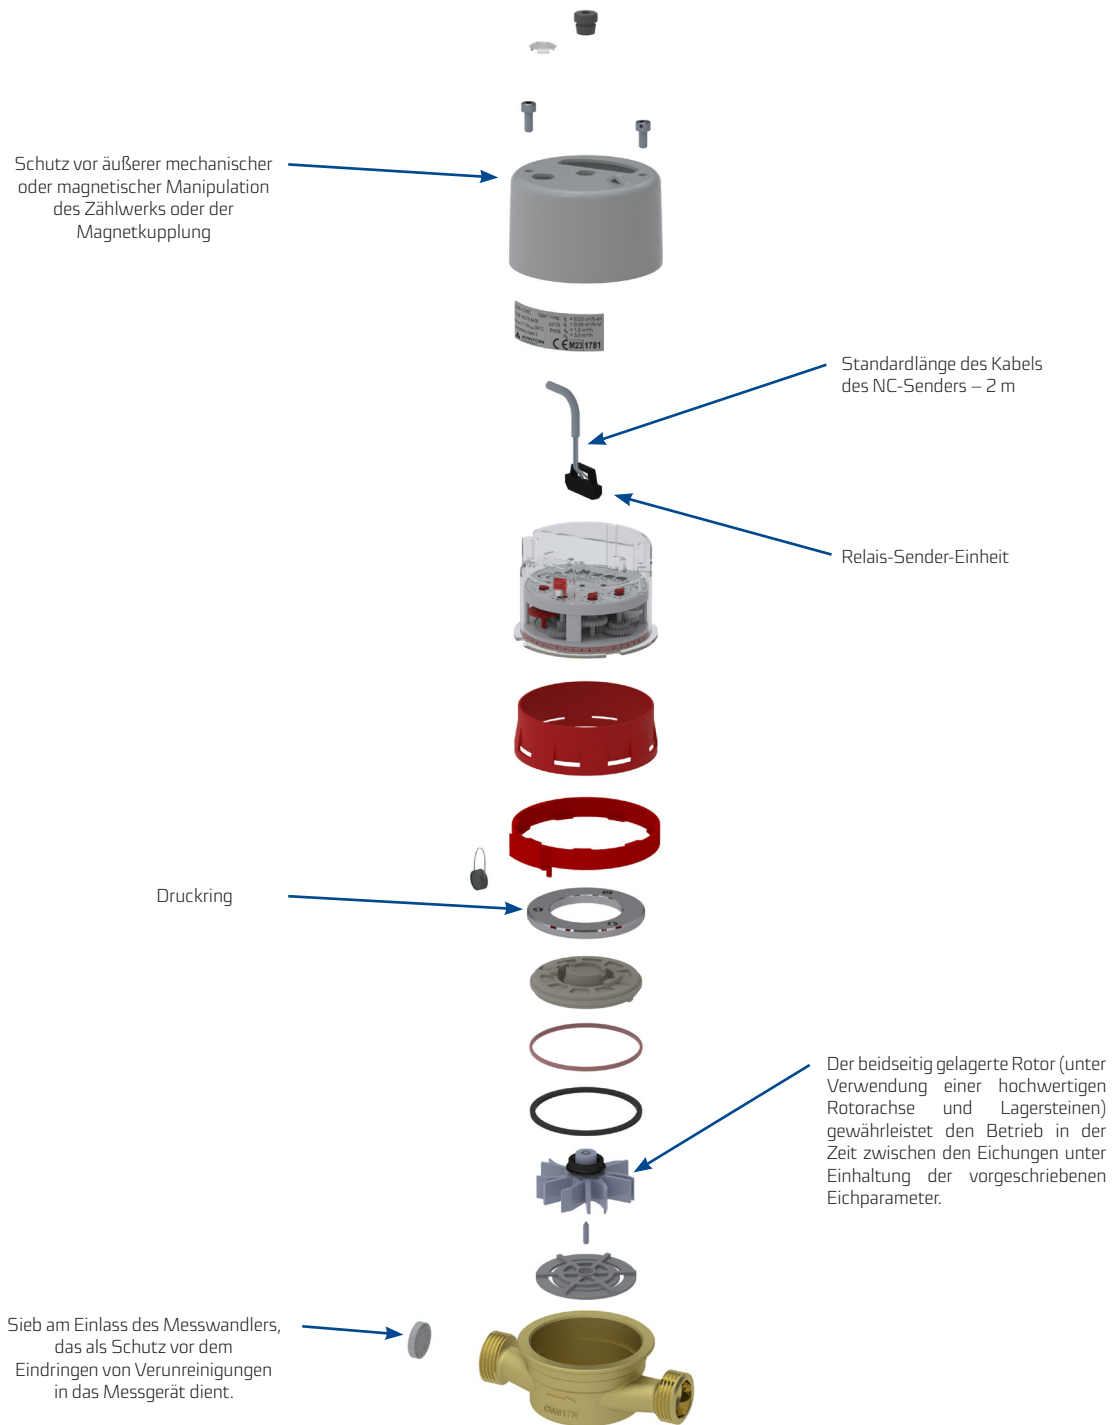 Schutz vor äußerer mechanischer
oder magnetischer Manipulation
des Zählwerks oder der
Magnetkupplung
M23 1781
Standardlänge des Kabels
des NC-Senders – 2 m
Relais-Sender-Einheit
Druckring
Der beidseitig gelagerte Rotor (unter
Verwendung einer hochwertigen
Rotorachse und Lagersteinen)
gewährleistet den Betrieb in der
Zeit zwischen den Eichungen unter
Einhaltung der vorgeschriebenen
Eichparameter.
Sieb am Einlass des Messwandlers,
das als Schutz vor dem
Eindringen von Verunreinigungen
in das Messgerät dient.
CW617N